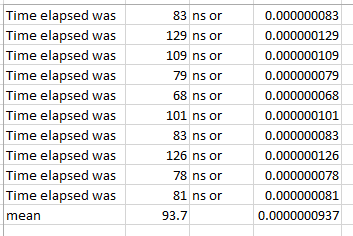 Time elapsed was 83 ns or 0.000000083
Time elapsed was 129 ns or 0.000000129
Time elapsed was 109 ns or 0.000000109
Time elapsed was 79 ns or 0.000000079
Time elapsed was 68 ns or 0.000000068
Time elapsed was 101 ns or 0.000000101
Time elapsed was 83 ns or 0.000000083
Time elapsed was 126 ns or 0.000000126
Time elapsed was 78 ns or 0.000000078
Time elapsed was 81 ns or 0.000000081
mean 93.7 0.0000000937